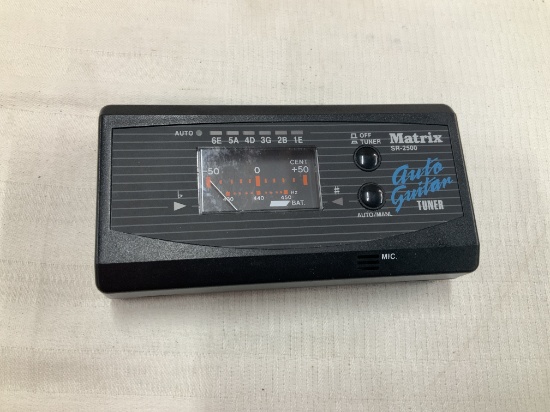 AUTO
6E 5A 4D 3G 2B 1E
OFF
TUNER
Matrix
SR-2500
CENT
-50 0 +50
430 440 450 Hz
BAT.
♭
♯
AUTO/MANU.
Auto
Guitar
TUNER
MIC.